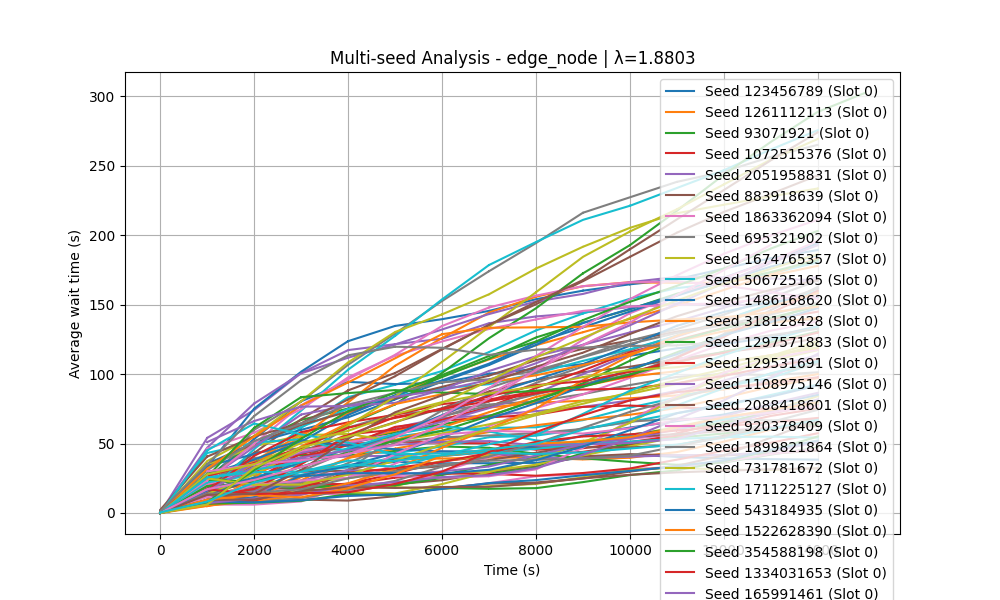 Multi-seed Analysis - edge_node | λ=1.8803
Average wait time (s)
300
250
200
150
100
50
0
0
2000
4000
6000
8000
10000
Time (s)
Seed 123456789 (Slot 0)
Seed 1261112113 (Slot 0)
Seed 93071921 (Slot 0)
Seed 1072515376 (Slot 0)
Seed 2051958831 (Slot 0)
Seed 883918639 (Slot 0)
Seed 1863362094 (Slot 0)
Seed 695321902 (Slot 0)
Seed 1674765357 (Slot 0)
Seed 506725165 (Slot 0)
Seed 1486168620 (Slot 0)
Seed 318128428 (Slot 0)
Seed 1297571883 (Slot 0)
Seed 129531691 (Slot 0)
Seed 1108975146 (Slot 0)
Seed 2088418601 (Slot 0)
Seed 920378409 (Slot 0)
Seed 1899821864 (Slot 0)
Seed 731781672 (Slot 0)
Seed 1711225127 (Slot 0)
Seed 543184935 (Slot 0)
Seed 1522628390 (Slot 0)
Seed 354588198 (Slot 0)
Seed 1334031653 (Slot 0)
Seed 165991461 (Slot 0)